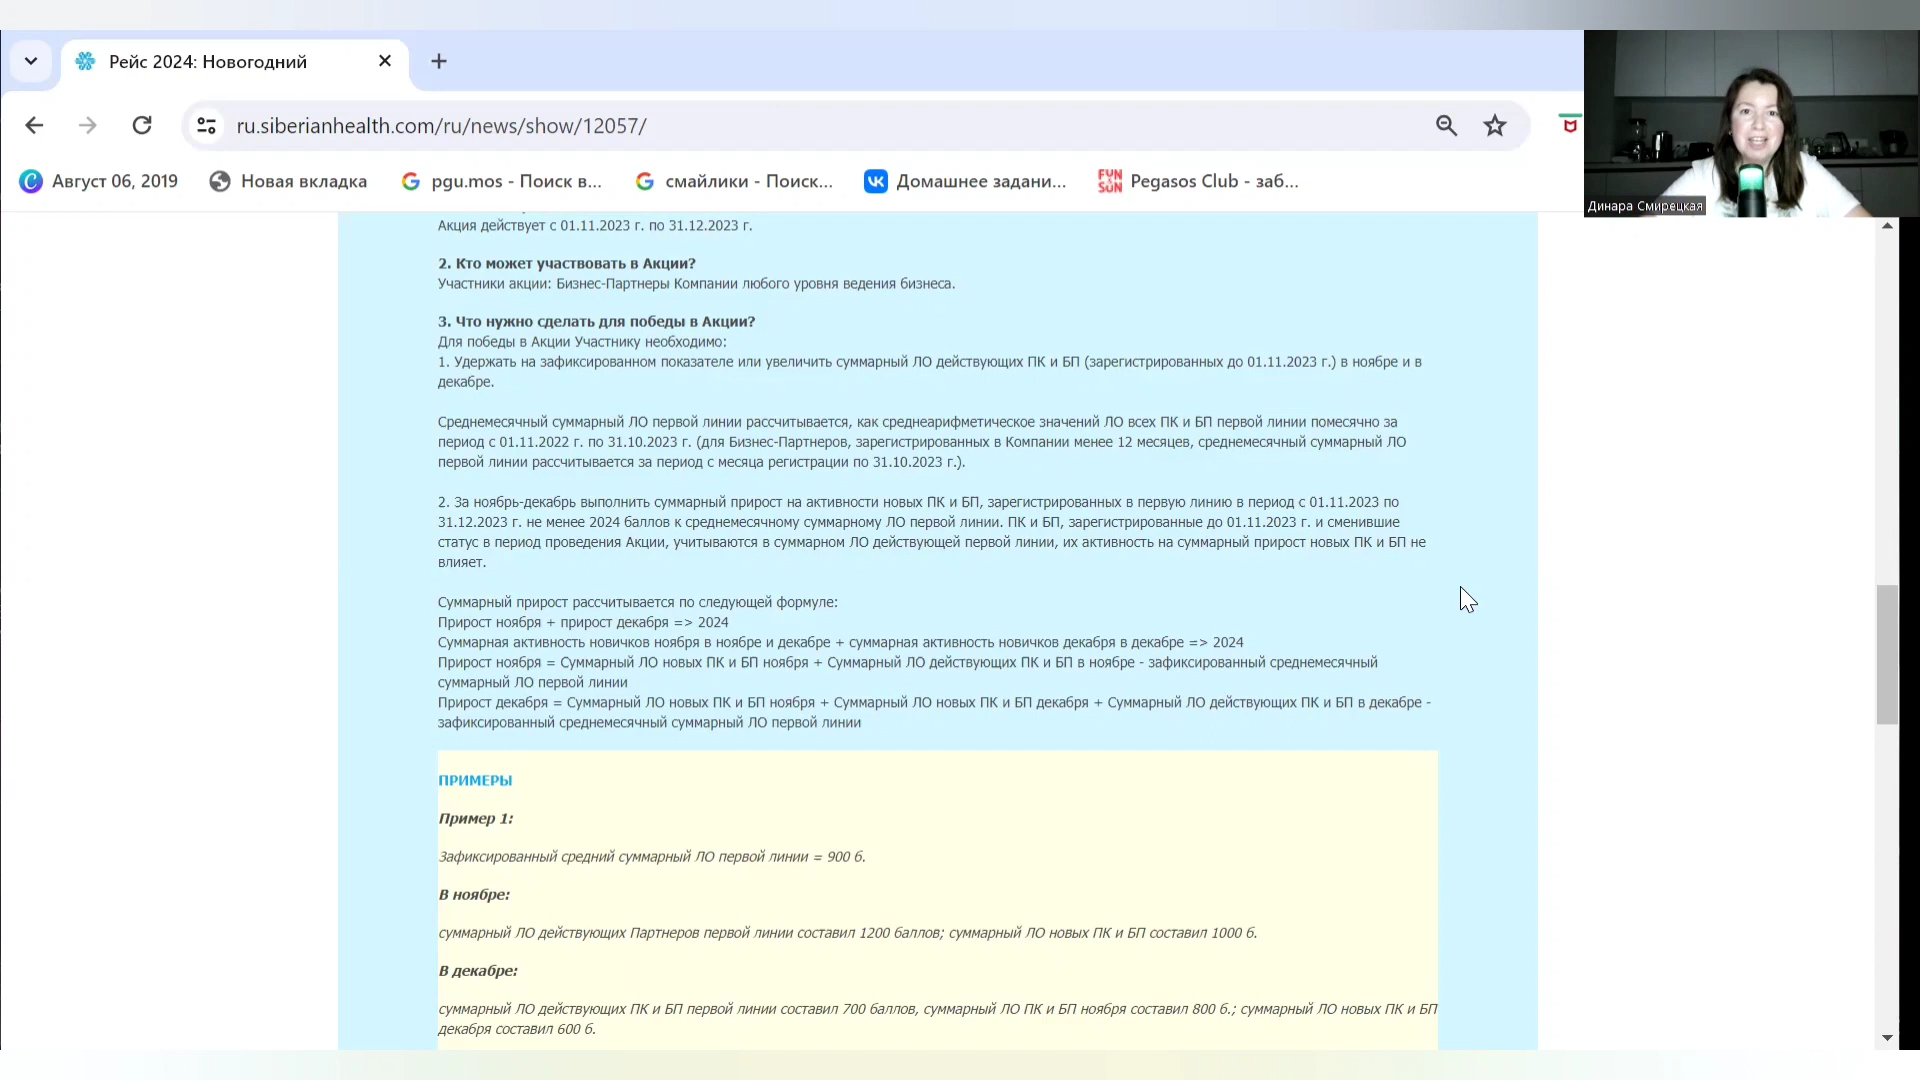 Рейс 2024: Новогодний
ru.siberianhealth.com/ru/news/show/12057/
Август 06, 2019
Новая вкладка
pgu.mos - Поиск в...
смайлики - Поиск...
Домашнее задани...
FUN SUN
Pegasos Club - заб...
Динара Смирецкая
Акция действует с 01.11.2023 г. по 31.12.2023 г.
2. Кто может участвовать в Акции?
Участники акции: Бизнес-Партнеры Компании любого уровня ведения бизнеса.
3. Что нужно сделать для победы в Акции?
Для победы в Акции Участнику необходимо:
1. Удержать на зафиксированном показателе или увеличить суммарный ЛО действующих ПК и БП (зарегистрированных до 01.11.2023 г.) в ноябре и в
декабре.
Среднемесячный суммарный ЛО первой линии рассчитывается, как среднеарифметическое значений ЛО всех ПК и БП первой линии помесячно за
период с 01.11.2022 г. по 31.10.2023 г. (для Бизнес-Партнеров, зарегистрированных в Компании менее 12 месяцев, среднемесячный суммарный ЛО
первой линии рассчитывается за период с месяца регистрации по 31.10.2023 г.).
2. За ноябрь-декабрь выполнить суммарный прирост на активности новых ПК и БП, зарегистрированных в первую линию в период с 01.11.2023 по
31.12.2023 г. не менее 2024 баллов к среднемесячному суммарному ЛО первой линии. ПК и БП, зарегистрированные до 01.11.2023 г. и сменившие
статус в период проведения Акции, учитываются в суммарном ЛО действующей первой линии, их активность на суммарный прирост новых ПК и БП не
влияет.
Суммарный прирост рассчитывается по следующей формуле:
Прирост ноября + прирост декабря => 2024
Суммарная активность новичков ноября в ноябре и декабре + суммарная активность новичков декабря в декабре => 2024
Прирост ноября = Суммарный ЛО новых ПК и БП ноября + Суммарный ЛО действующих ПК и БП в ноябре - зафиксированный среднемесячный
суммарный ЛО первой линии
Прирост декабря = Суммарный ЛО новых ПК и БП ноября + Суммарный ЛО новых ПК и БП декабря + Суммарный ЛО действующих ПК и БП в декабре -
зафиксированный среднемесячный суммарный ЛО первой линии
ПРИМЕРЫ
Пример 1:
Зафиксированный средний суммарный ЛО первой линии = 900 б.
В ноябре:
суммарный ЛО действующих Партнеров первой линии составил 1200 баллов; суммарный ЛО новых ПК и БП составил 1000 б.
В декабре:
суммарный ЛО действующих ПК и БП первой линии составил 700 баллов, суммарный ЛО ПК и БП ноября составил 800 б.; суммарный ЛО новых ПК и БП
декабря составил 600 б.